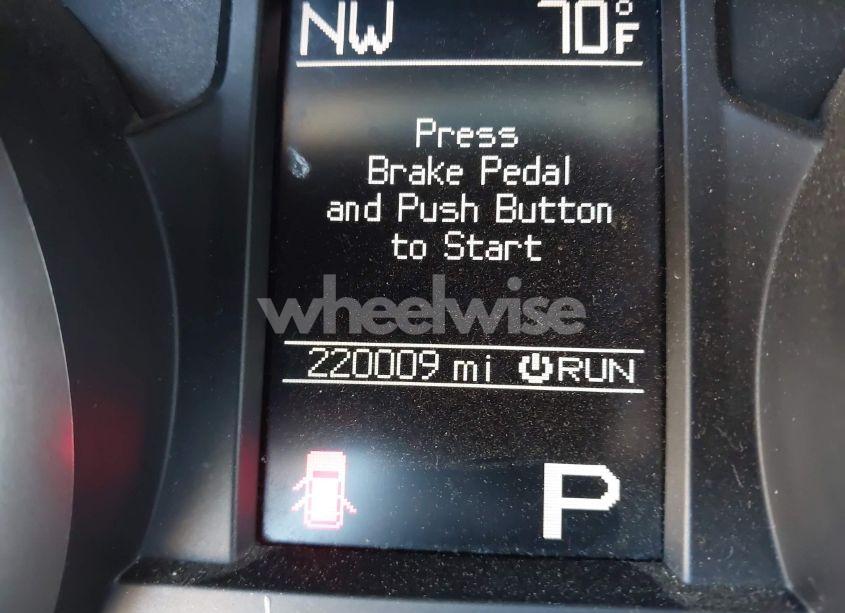 NW 70°F
Press
Brake Pedal
and Push Button
to Start
wheelwise
220009 mi RUN
P